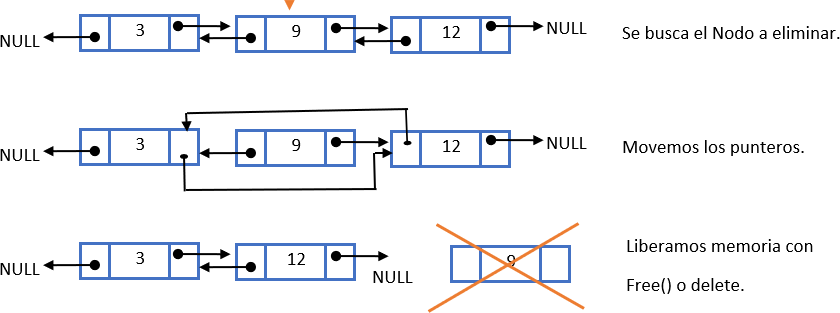 NULL 3 9 12 NULL Se busca el Nodo a eliminar.
NULL 3 9 12 NULL Movemos los punteros.
NULL 3 12 NULL 9 Liberamos memoria con
Free() o delete.